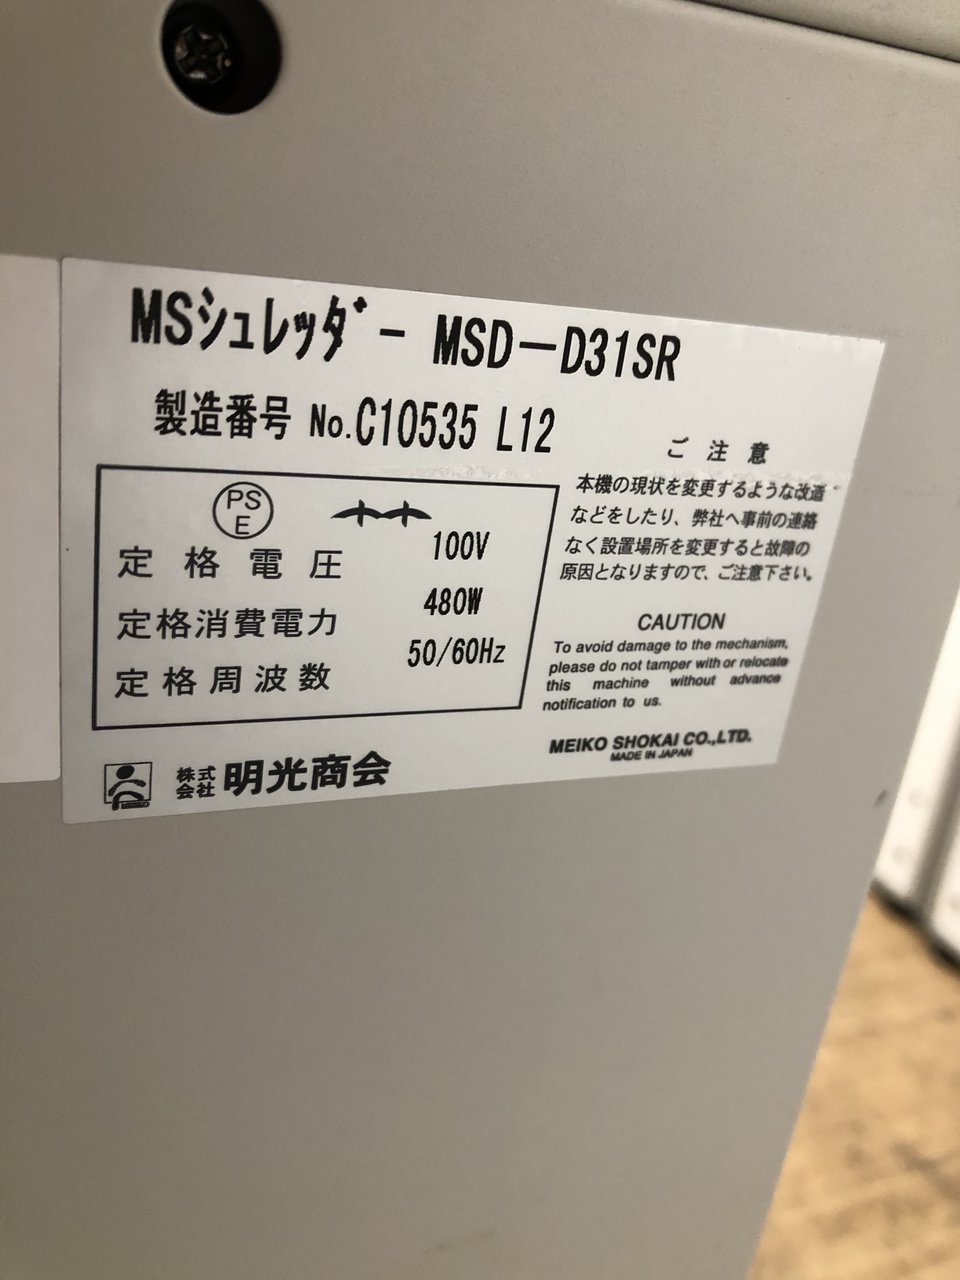 MSシュレッダー MSD-D31SR
製造番号 No.C10535 L12
PS
E
定格電圧 100V
定格消費電力 480W
定格周波数 50/60Hz
株式会社 明光商会
ご注意
本機の現状を変更するような改造
などをしたり、弊社へ事前の連絡
なく設置場所を変更すると故障の
原因となりますので、ご注意下さい。
CAUTION
To avoid damage to the mechanism,
please do not tamper with or relocate
this machine without advance
notification to us.
MEIKO SHOKAI CO.,LTD.
MADE IN JAPAN